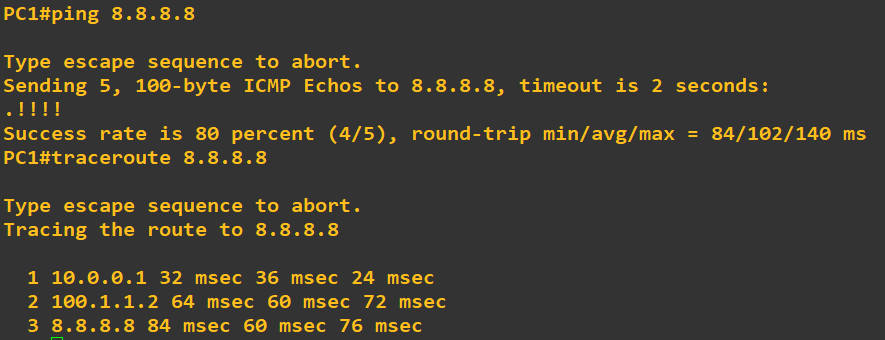 PC1#ping 8.8.8.8
Type escape sequence to abort.
Sending 5, 100-byte ICMP Echos to 8.8.8.8, timeout is 2 seconds:
.!!!!
Success rate is 80 percent (4/5), round-trip min/avg/max = 84/102/140 ms
PC1#traceroute 8.8.8.8
Type escape sequence to abort.
Tracing the route to 8.8.8.8
1 10.0.0.1 32 msec 36 msec 24 msec
2 100.1.1.2 64 msec 60 msec 72 msec
3 8.8.8.8 84 msec 60 msec 76 msec